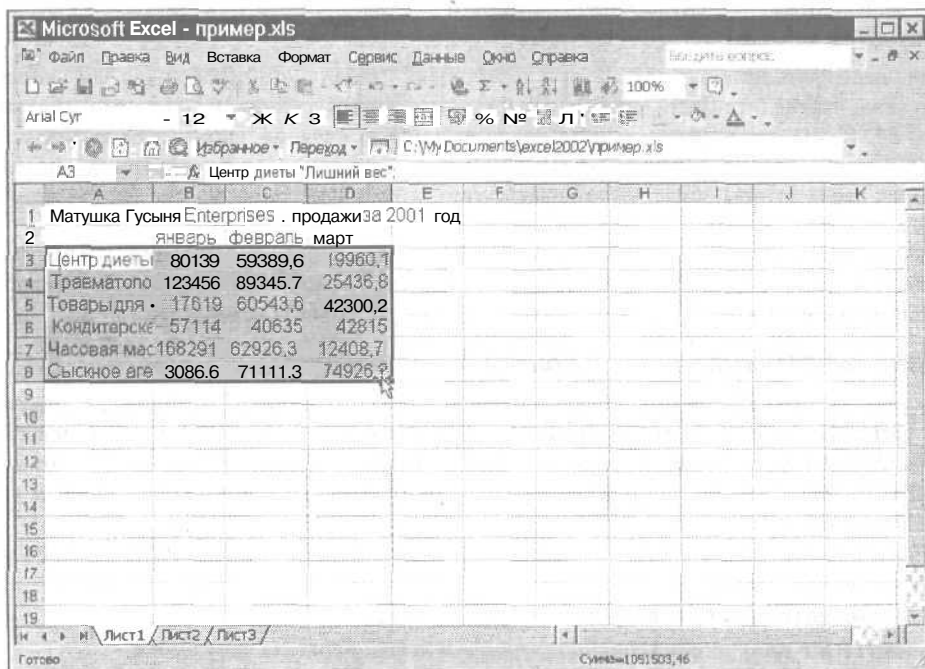 Microsoft Excel - пример.xls
Файл Правка Вид Вставка Формат Сервис Данные Окно Справка Введите вопрос
Σ 100%
Arial Cyr 12 Ж К З % №
Избранное Переход C:\My Documents\excel2002\пример.xls
A3 Центр диеты "Лишний вес";
A B C D E F G H I J K
1 Матушка Гусыня Enterprises . продажи за 2001 год
2 январь февраль март
3 Центр диеты 80139 59389,6 19960,1
4 Травматоло 123456 89345.7 25436,8
5 Товары для 17619 60543,6 42300,2
6 Кондитерске 57114 40635 42815
7 Часовая мас 168291 62926,3 12408,7
8 Сыскное аге 3086.6 71111.3 74926,
9
10
11
12
13
14
15
16
17
18
19
Лист1 Лист2 Лист3
Готово Сумма=1051503,46